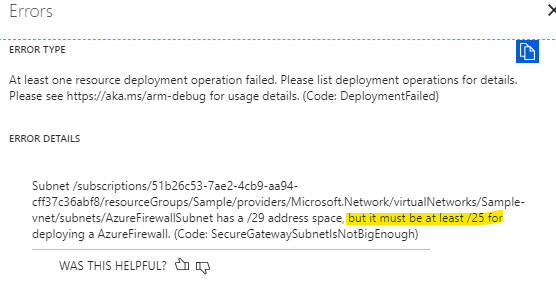 Errors
ERROR TYPE
At least one resource deployment operation failed. Please list deployment operations for details.
Please see https://aka.ms/arm-debug for usage details. (Code: DeploymentFailed)
ERROR DETAILS
Subnet /subscriptions/51b26c53-7ae2-4cb9-aa94-
cff37c36abf8/resourceGroups/Sample/providers/Microsoft.Network/virtualNetworks/Sample-
vnet/subnets/AzureFirewallSubnet has a /29 address space, but it must be at least /25 for
deploying a AzureFirewall. (Code: SecureGatewaySubnetIsNotBigEnough)
WAS THIS HELPFUL?